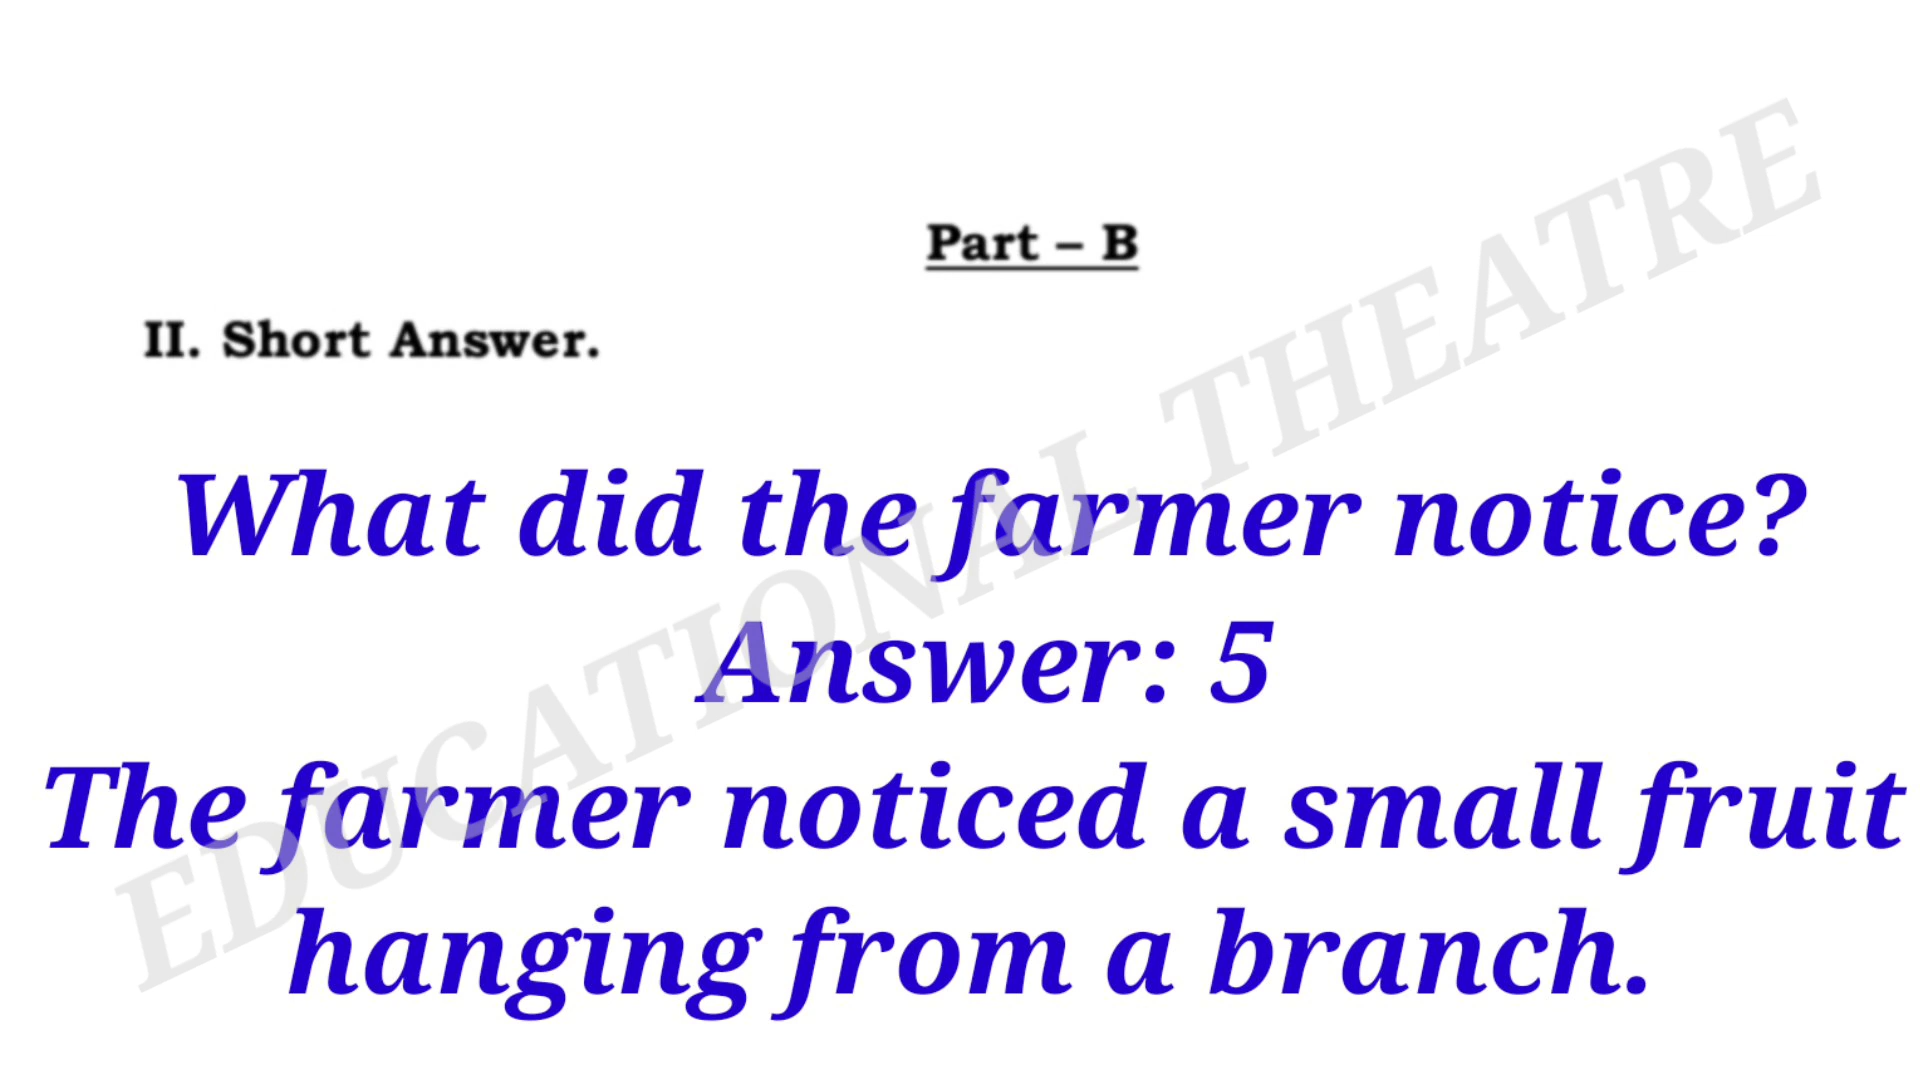 Part – B
II. Short Answer.
What did the farmer notice?
Answer: 5
The farmer noticed a small fruit
hanging from a branch.
EDUCATIONAL THEATRE